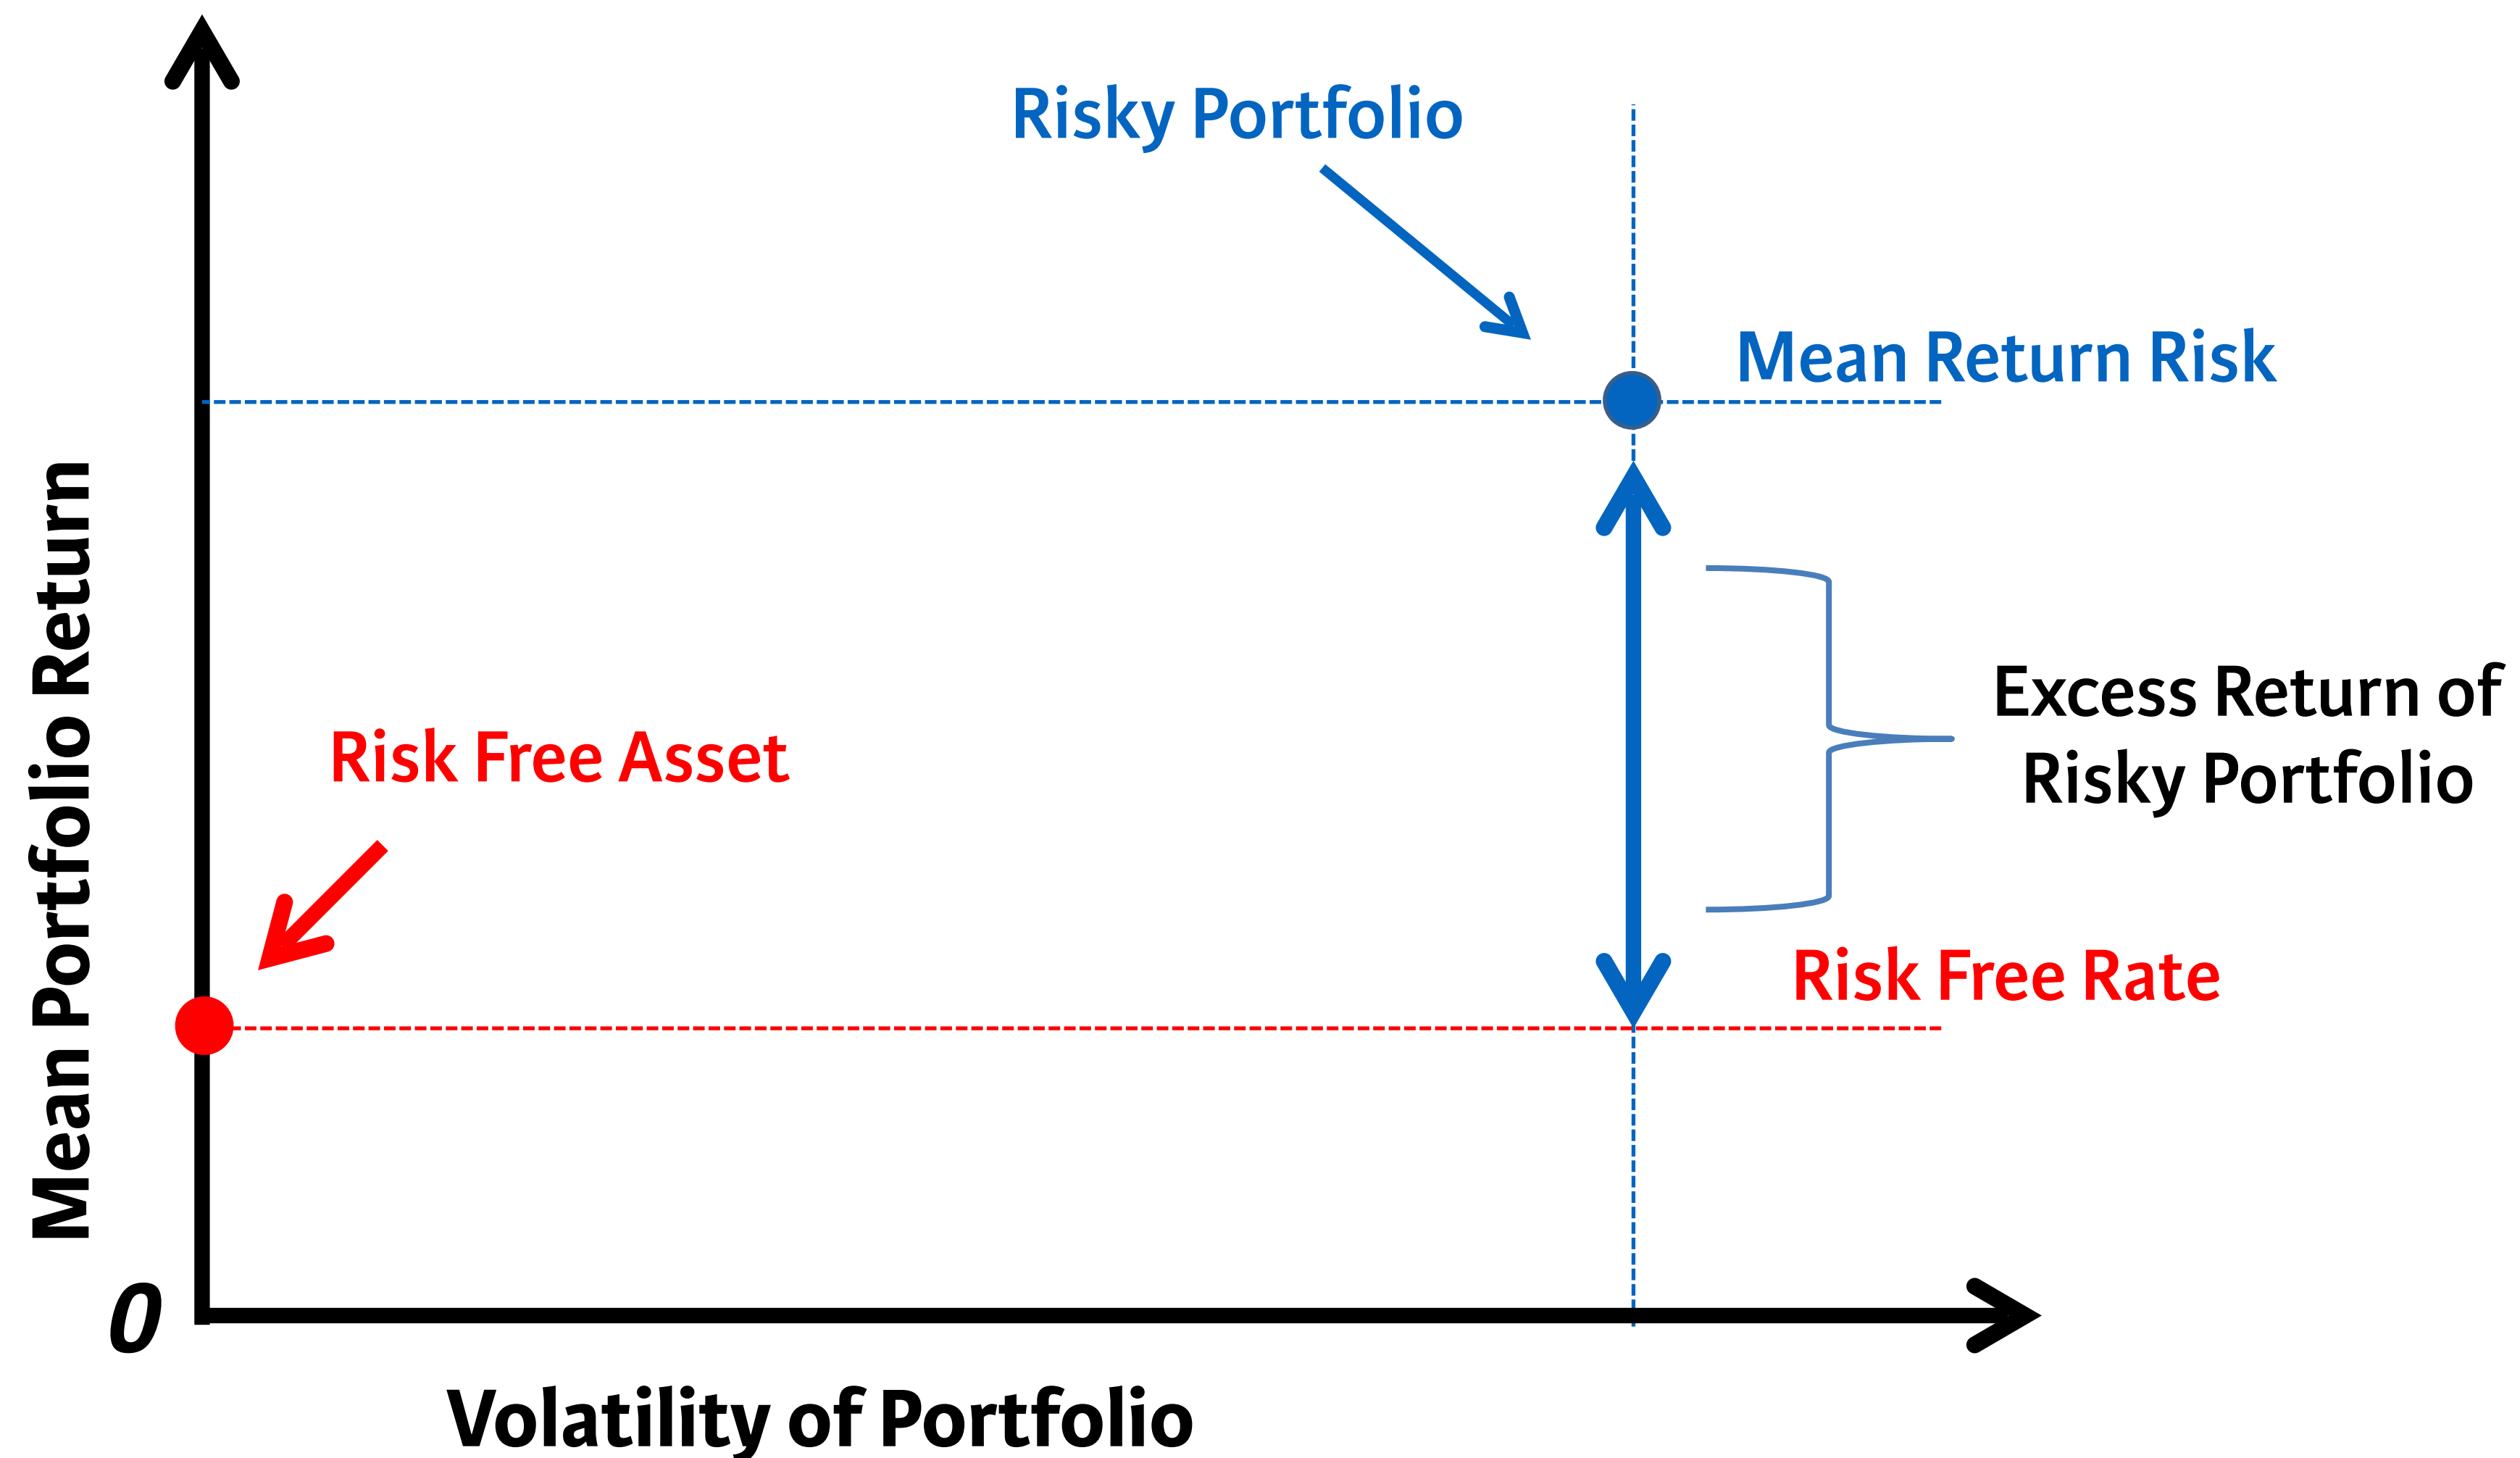 Risky Portfolio
Mean Return Risk
Mean Portfolio Return
Excess Return of
Risky Portfolio
Risk Free Asset
Risk Free Rate
0
Volatility of Portfolio